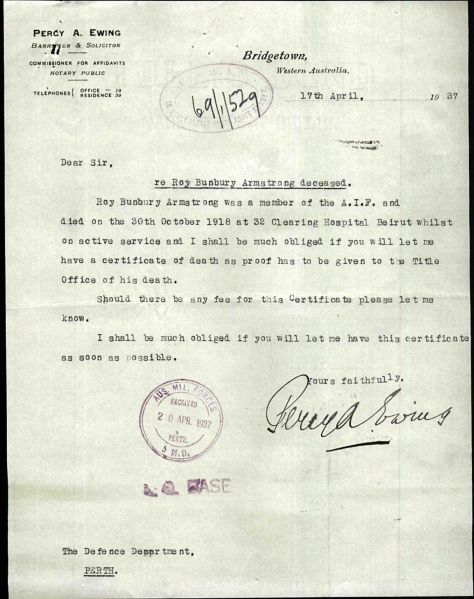 PERCY A. EWING
BARRISTER & SOLICITOR
COMMISSIONER FOR AFFIDAVITS
NOTARY PUBLIC
TELEPHONES { OFFICE - 19
RESIDENCE 39
Bridgetown,
Western Australia.
17th April, 1937
69/1/529
Dear Sir,
re Roy Bunbury Armstrong deceased.
Roy Bunbury Armstrong was a member of the A.I.F. and
died on the 30th October 1918 at 32 Clearing Hospital Beirut whilst
on active service and I shall be much obliged if you will let me
have a certificate of death as proof has to be given to the Title
Office of his death.
Should there be any fee for this Certificate please let me
know.
I shall be much obliged if you will let me have this certificate
as soon as possible.
Yours faithfully.
Percy A Ewing
AUS. MIL. FORCES
RECEIVED
20 APR 1937
PERTH.
5 M.D.
BASE
The Defence Department,
PERTH.